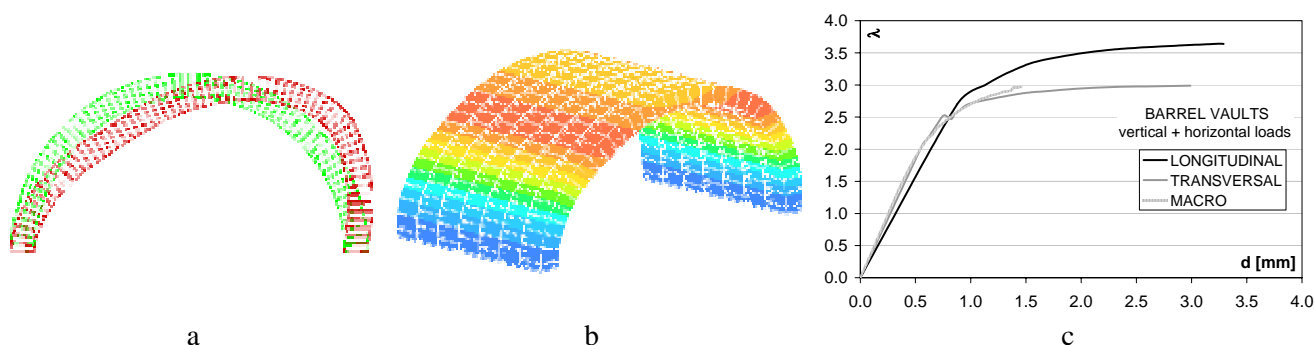 λ
4.0
3.5
3.0
2.5
2.0
1.5
1.0
0.5
0.0
BARREL VAULTS
vertical + horizontal loads
LONGITUDINAL
TRANSVERSAL
MACRO
d [mm]
0.0 0.5 1.0 1.5 2.0 2.5 3.0 3.5 4.0
a b c